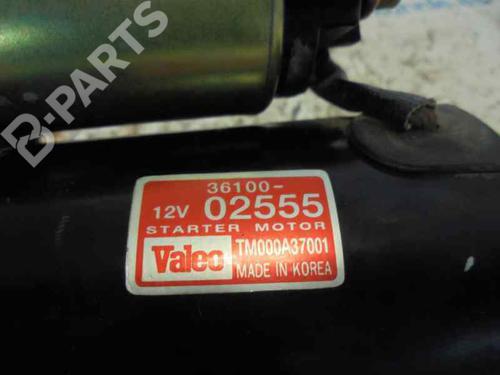 B-PARTS
36100-
12V 02555
STARTER MOTOR
Valeo TM000A37001
MADE IN KOREA